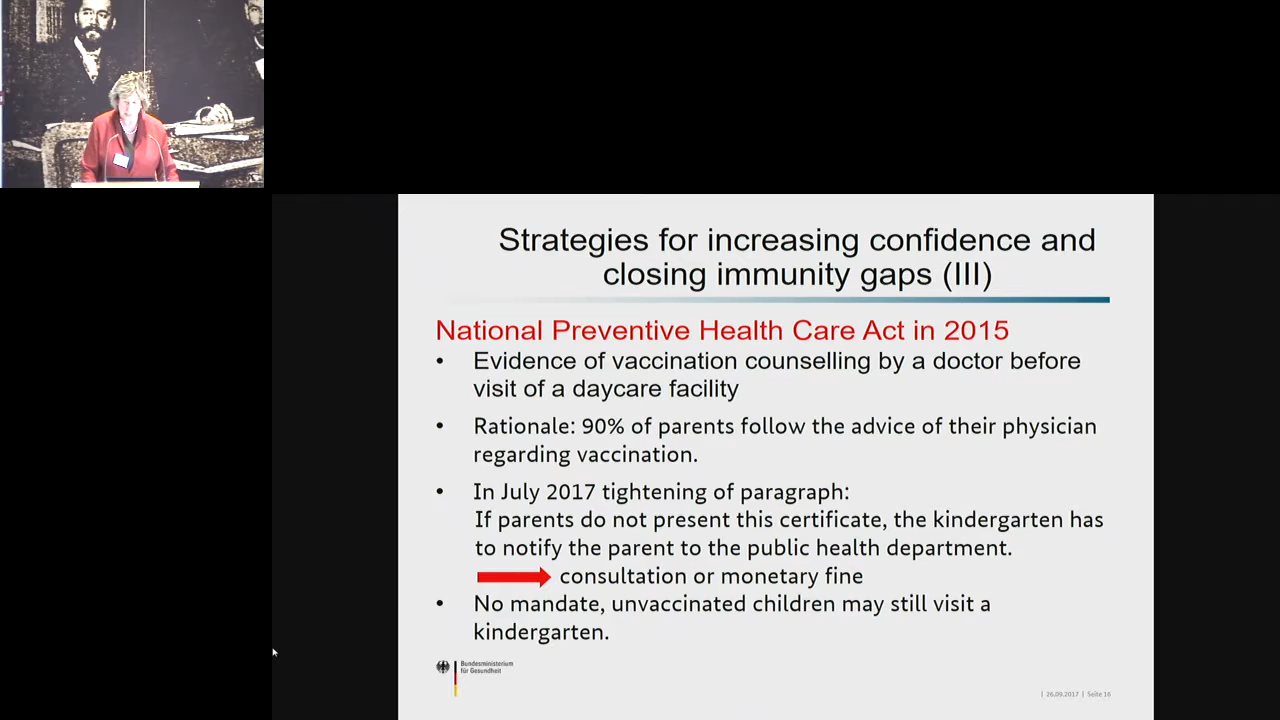 Strategies for increasing confidence and
closing immunity gaps (III)
National Preventive Health Care Act in 2015
• Evidence of vaccination counselling by a doctor before
visit of a daycare facility
• Rationale: 90% of parents follow the advice of their physician
regarding vaccination.
• In July 2017 tightening of paragraph:
If parents do not present this certificate, the kindergarten has
to notify the parent to the public health department.
consultation or monetary fine
• No mandate, unvaccinated children may still visit a
kindergarten.
Bundesministerium
für Gesundheit
| 26.09.2017 | Seite 16